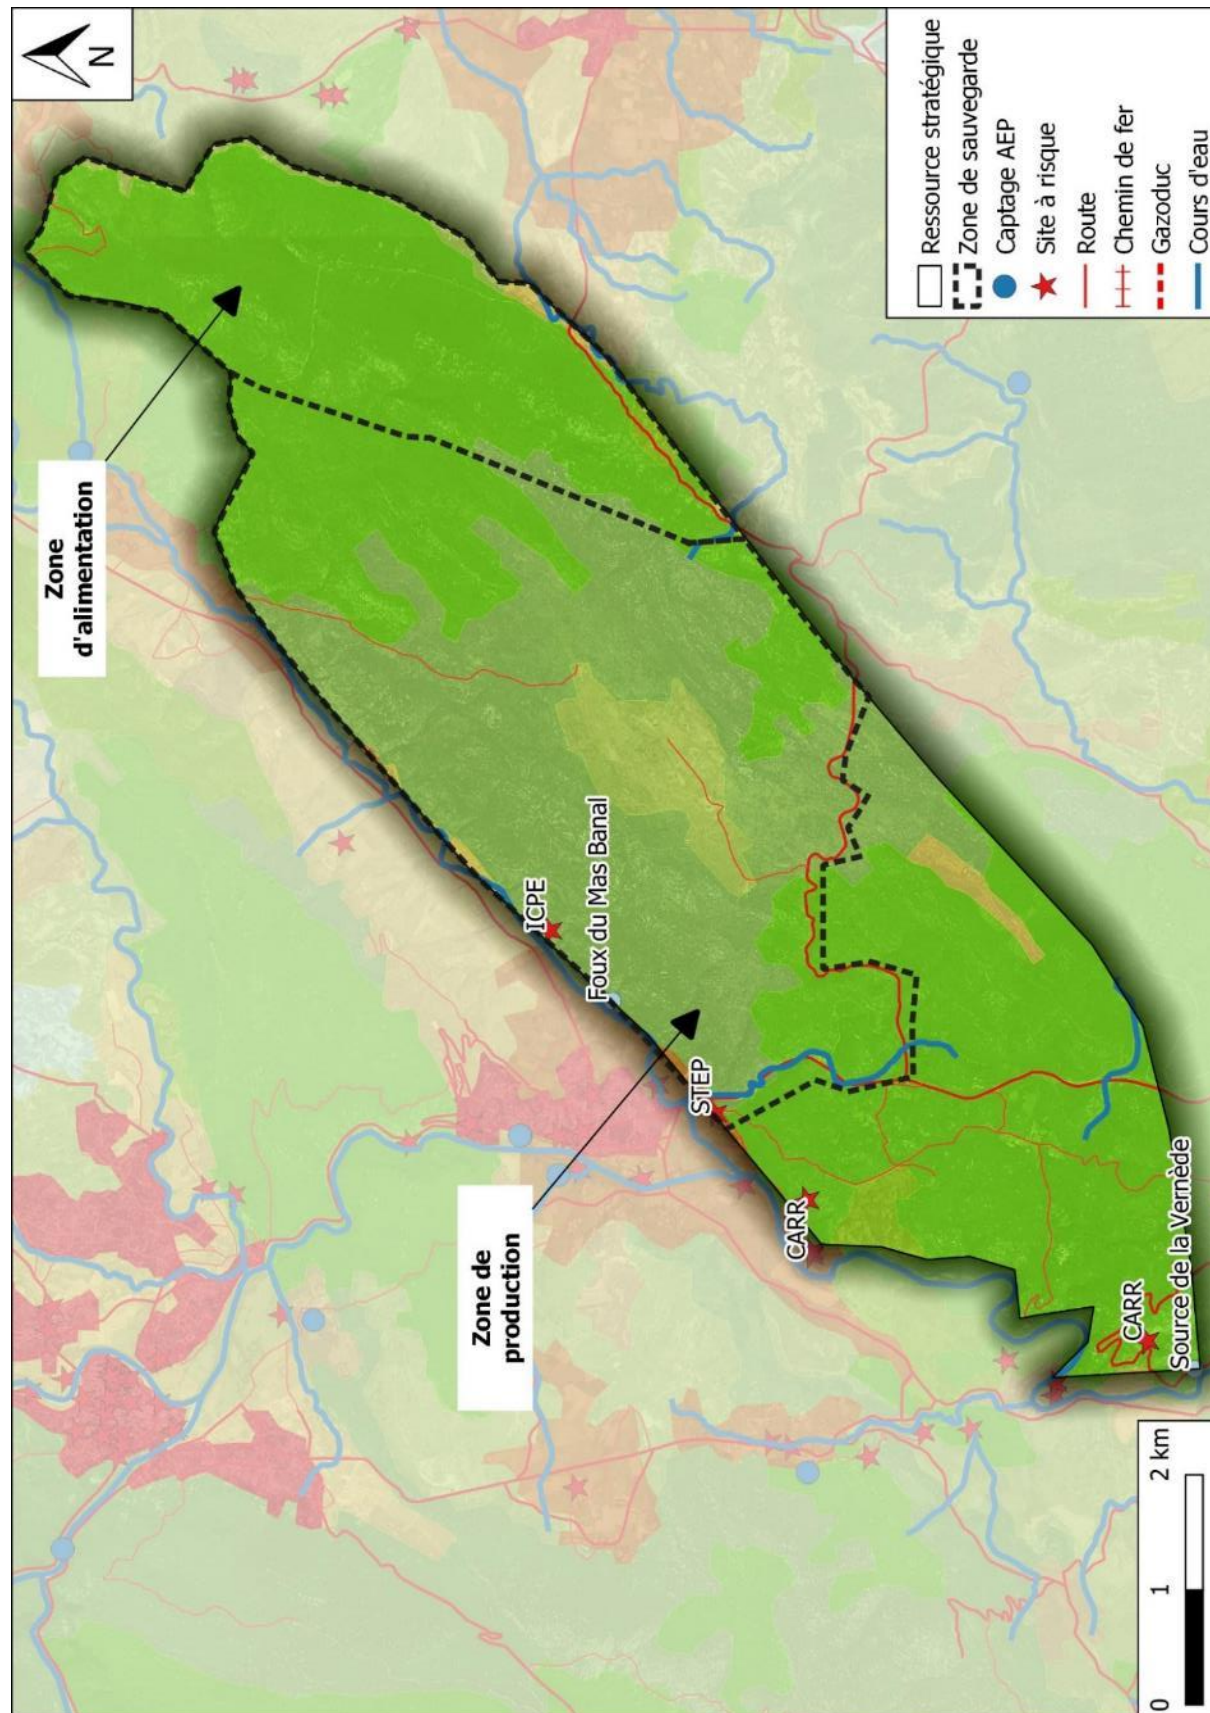 N
Zone
d'alimentation
Zone de
production
ICPE
Foux du Mas Banal
STEP
CARR
CARR
Source de la Vernède
0 1 2 km
Ressource stratégique
Zone de sauvegarde
Captage AEP
Site à risque
Route
Chemin de fer
Gazoduc
Cours d'eau